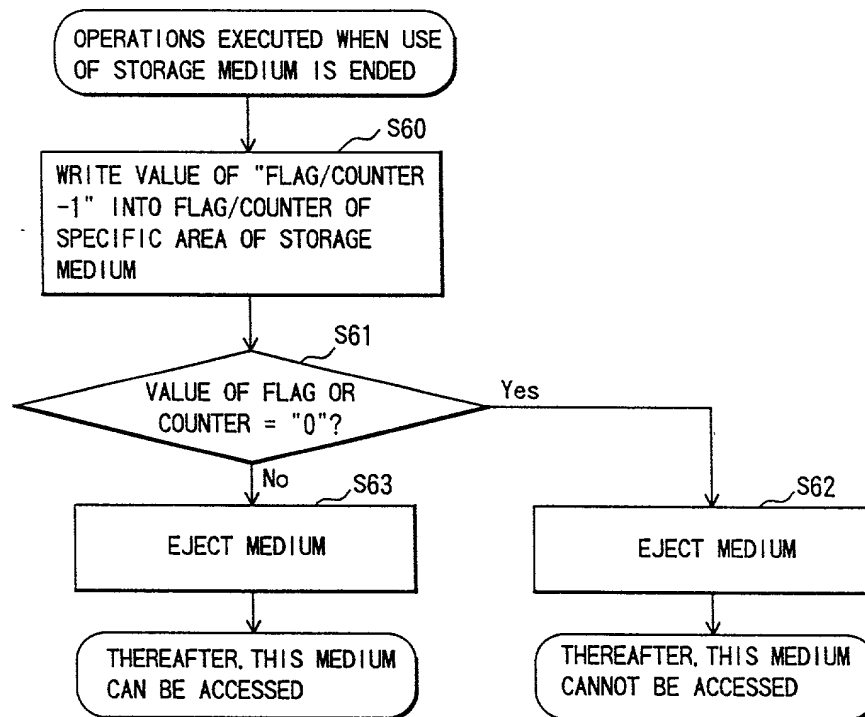 OPERATIONS EXECUTED WHEN USE
OF STORAGE MEDIUM IS ENDED
S60
WRITE VALUE OF "FLAG/COUNTER
-1" INTO FLAG/COUNTER OF
SPECIFIC AREA OF STORAGE
MEDIUM
S61
VALUE OF FLAG OR
COUNTER = "0"?
Yes
No
S63
EJECT MEDIUM
S62
EJECT MEDIUM
THEREAFTER, THIS MEDIUM
CAN BE ACCESSED
THEREAFTER, THIS MEDIUM
CANNOT BE ACCESSED